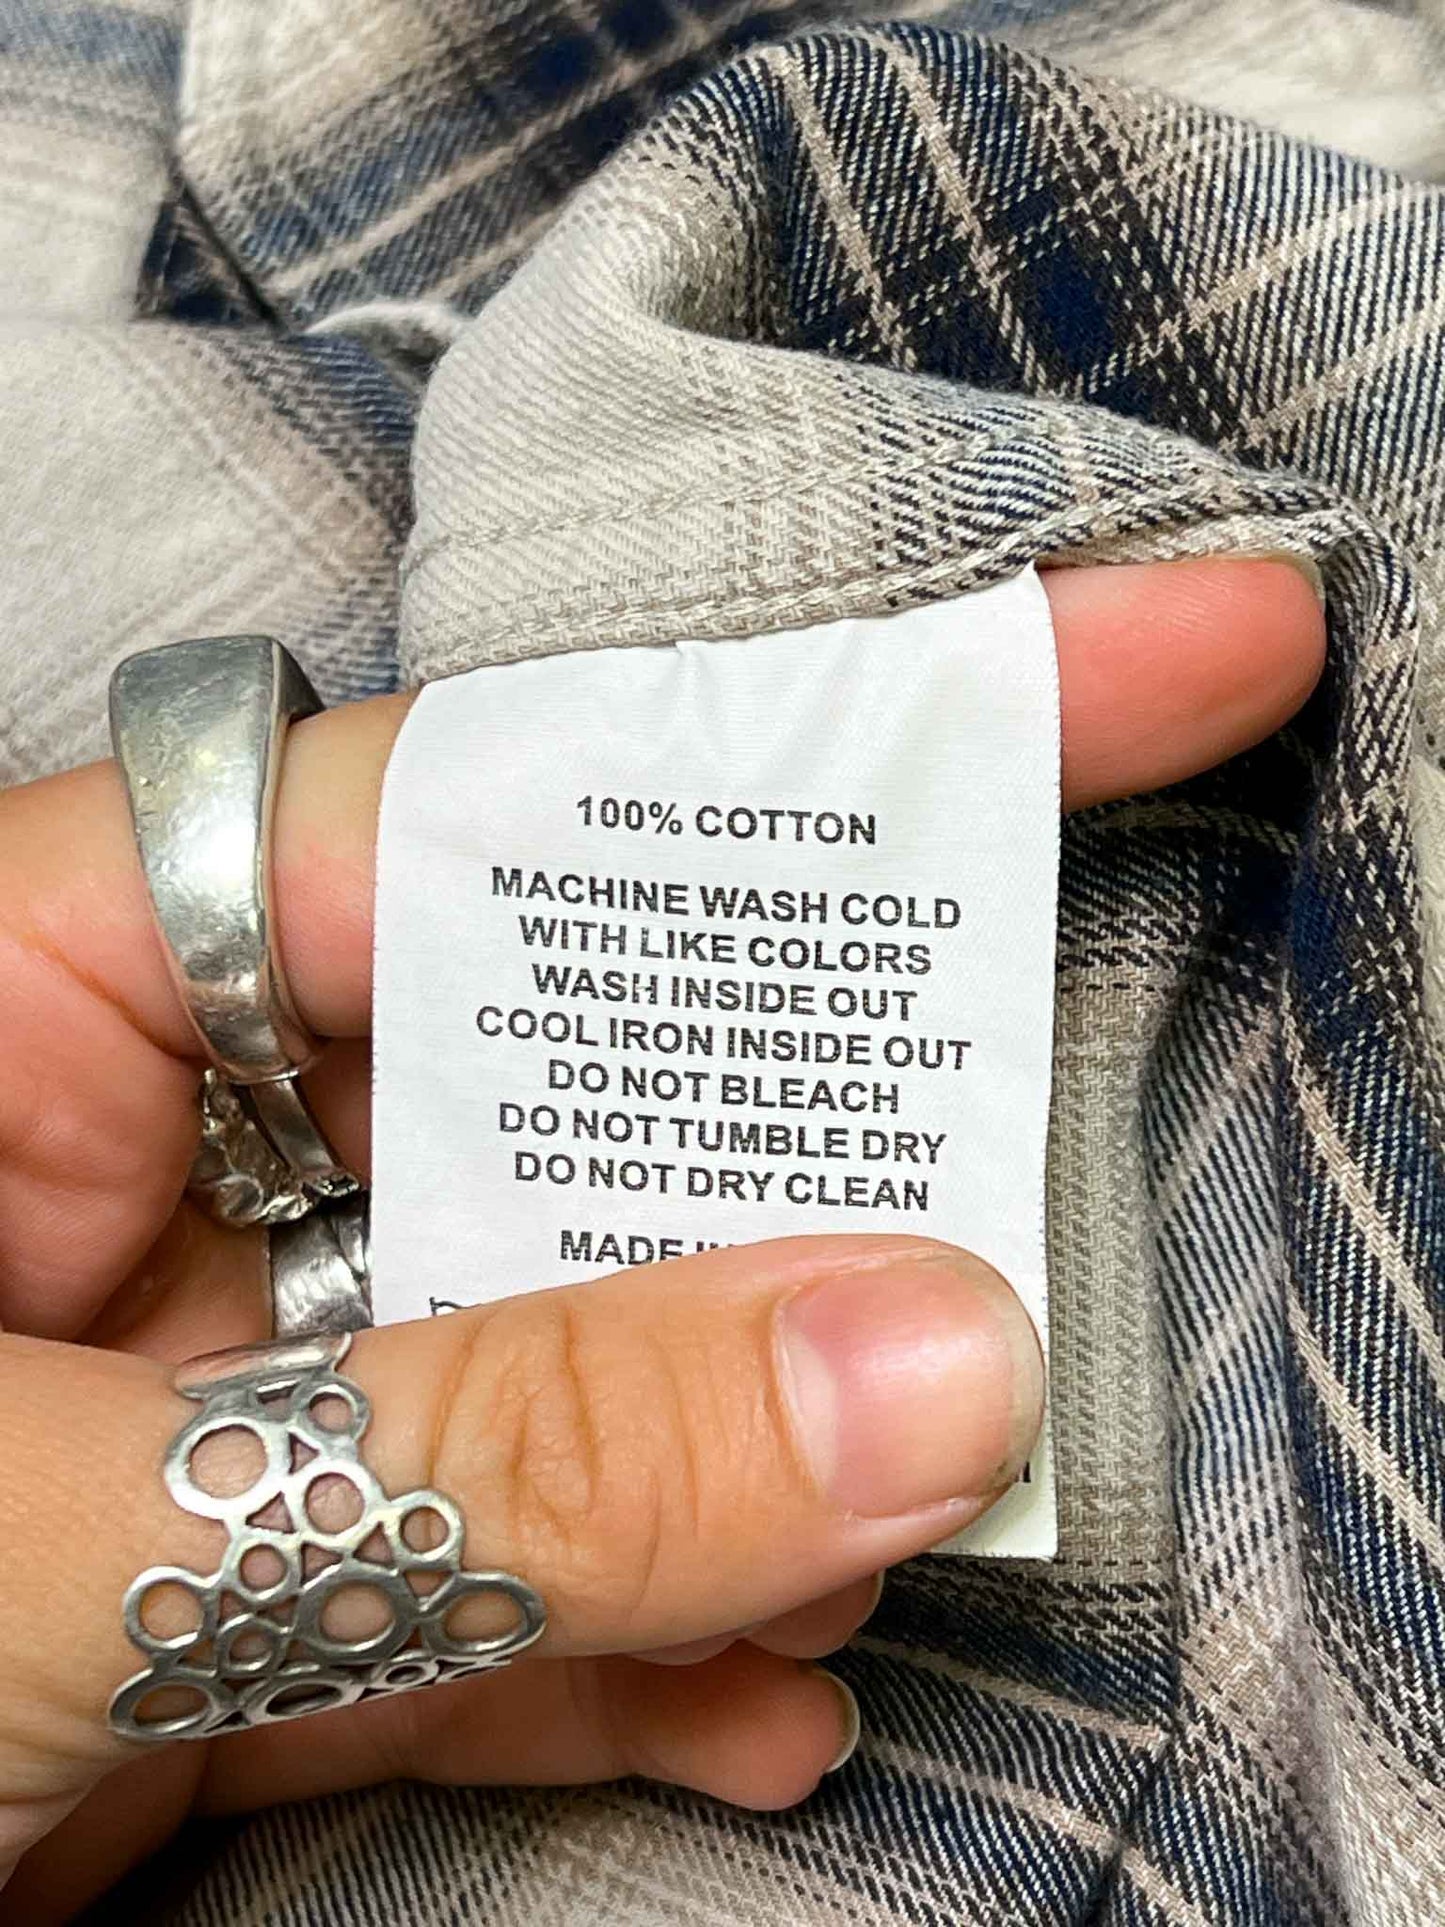 100% COTTON
MACHINE WASH COLD
WITH LIKE COLORS
WASH INSIDE OUT
COOL IRON INSIDE OUT
DO NOT BLEACH
DO NOT TUMBLE DRY
DO NOT DRY CLEAN
MADE